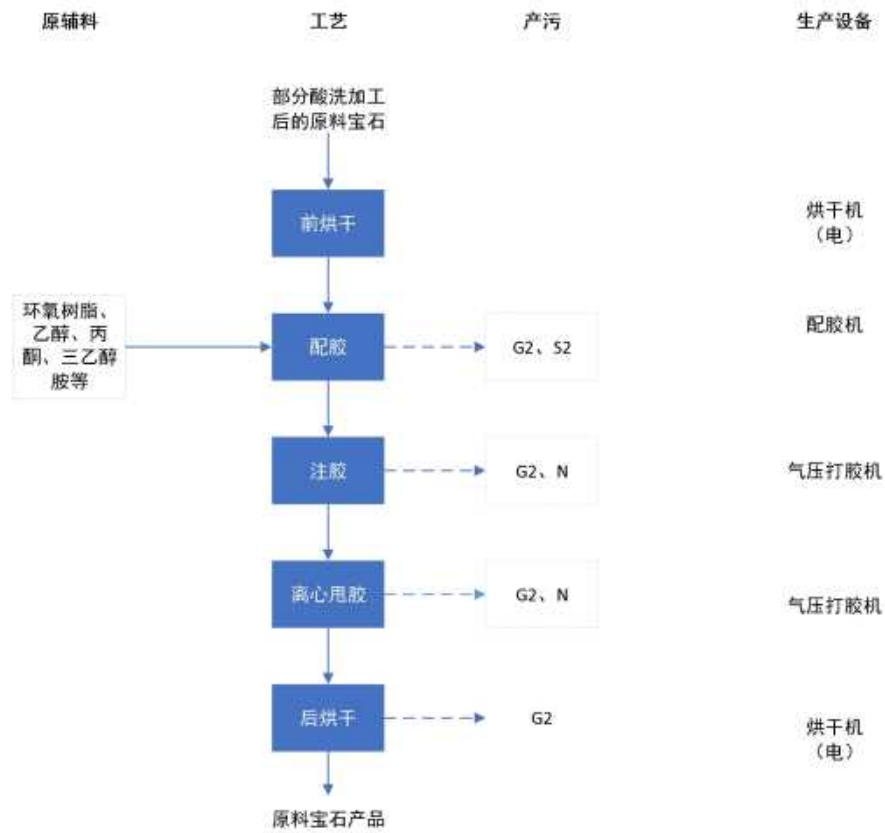 原辅料 工艺 产污 生产设备
部分酸洗加工
后的原料宝石
前烘干
烘干机
（电）
环氧树脂、
乙醇、丙
酮、三乙醇
胺等
配胶
G2、S2
配胶机
注胶
G2、N
气压打胶机
离心甩胶
G2、N
气压打胶机
后烘干
G2
烘干机
（电）
原料宝石产品